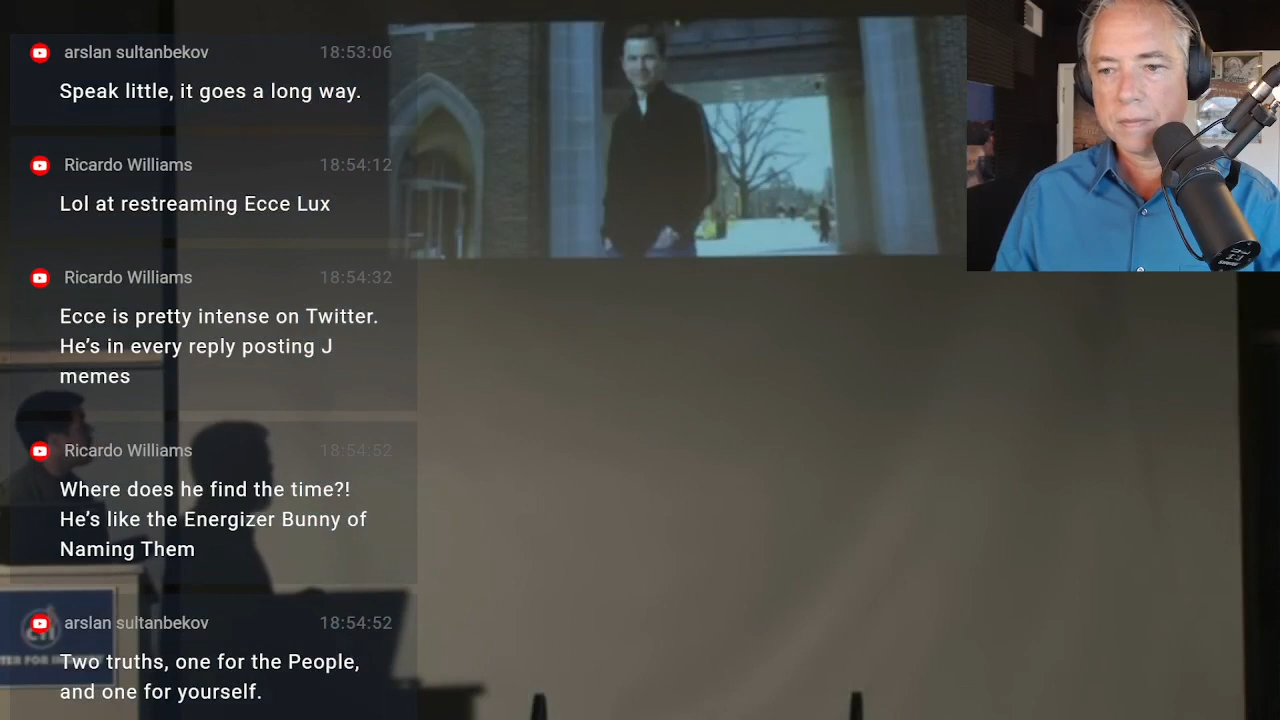 arslan sultanbekov 18:53:06
Speak little, it goes a long way.
Ricardo Williams 18:54:12
Lol at restreaming Ecce Lux
Ricardo Williams 18:54:32
Ecce is pretty intense on Twitter.
He’s in every reply posting J
memes
Ricardo Williams 18:54:52
Where does he find the time?!
He’s like the Energizer Bunny of
Naming Them
arslan sultanbekov 18:54:52
Two truths, one for the People,
and one for yourself.